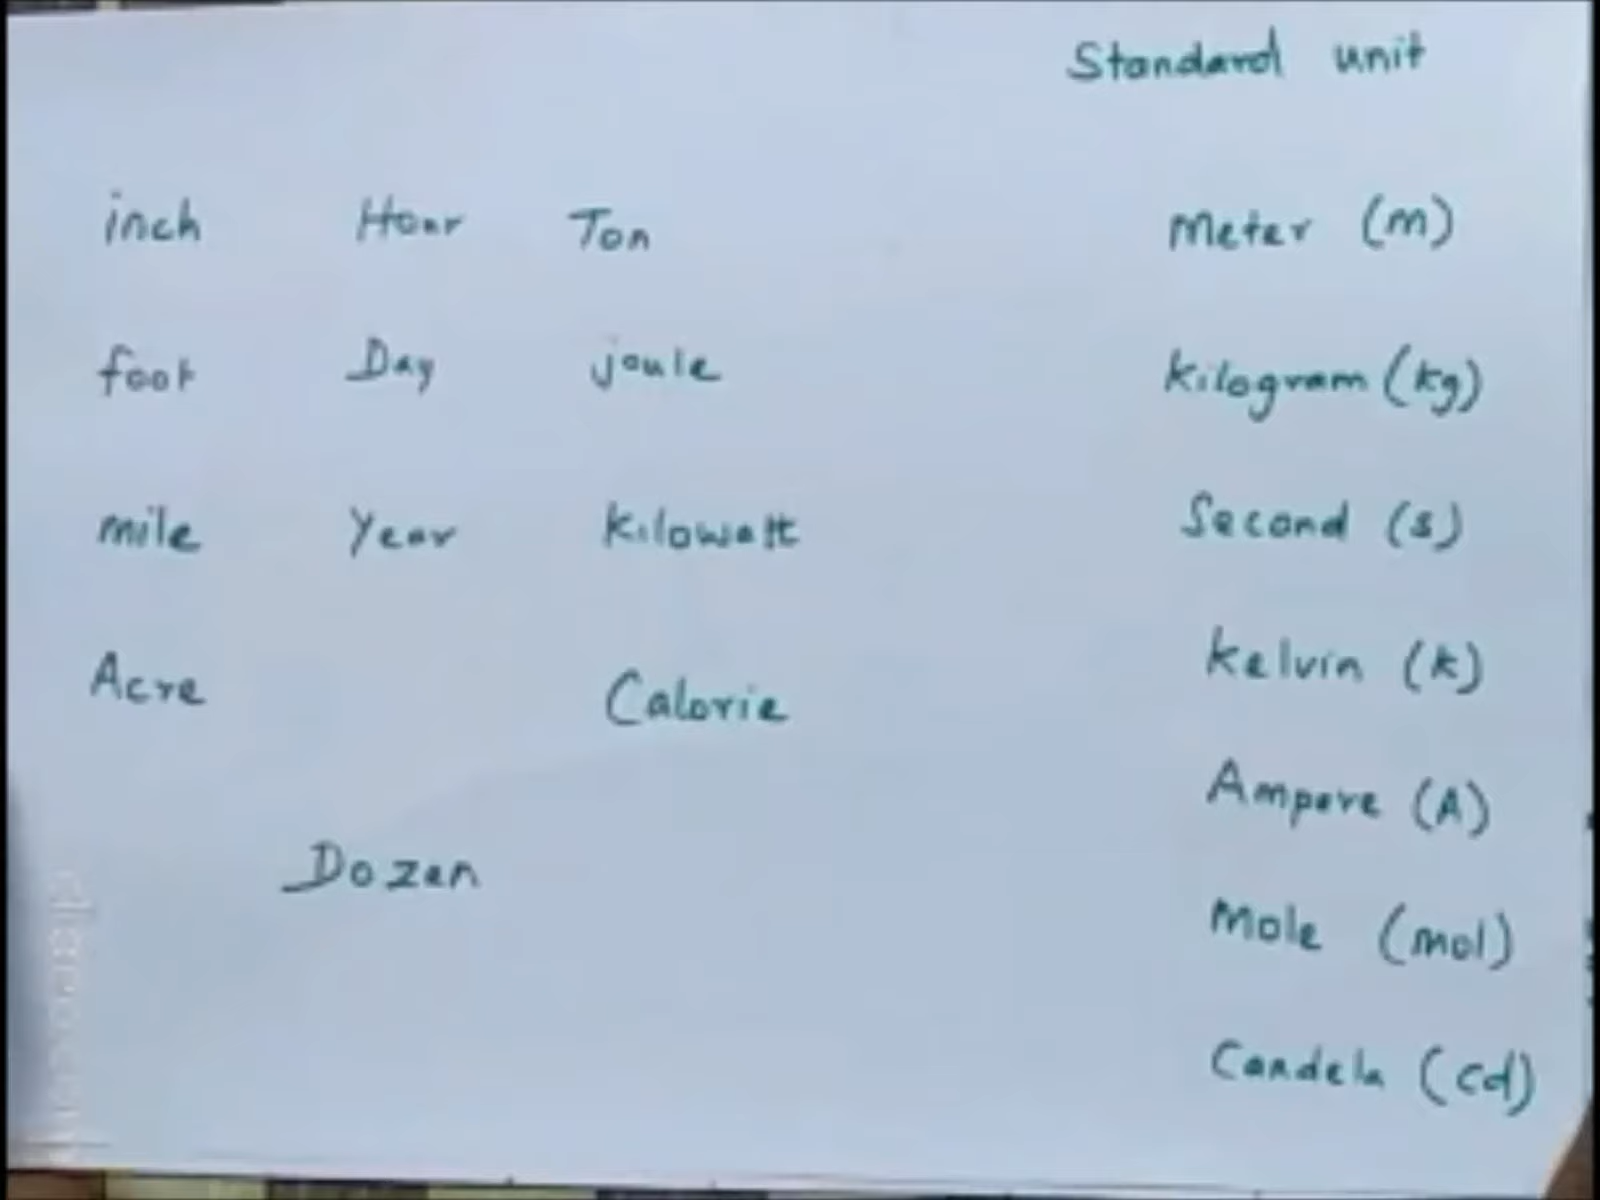 Standard unit
inch Hour Ton Meter (m)
foot Day joule kilogram (kg)
mile Year kilowatt Second (s)
Acre Calorie kelvin (k)
Ampere (A)
Dozen
Mole (mol)
Candela (cd)